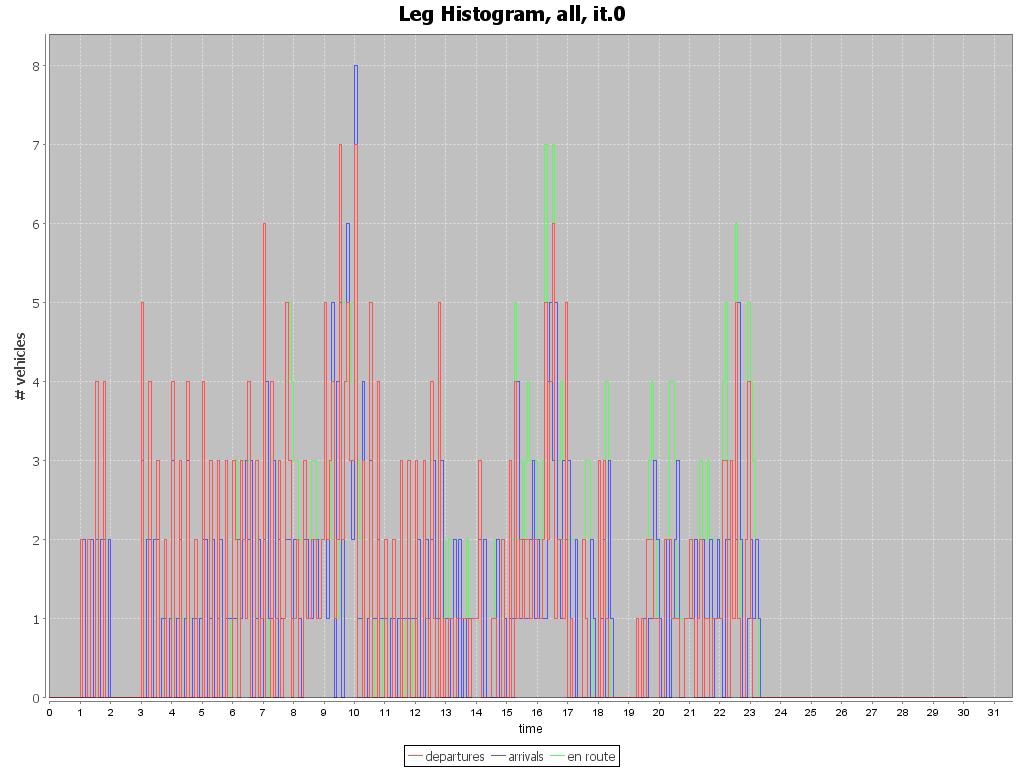 Leg Histogram, all, it.0
# vehicles
8
7
6
5
4
3
2
1
0
0 1 2 3 4 5 6 7 8 9 10 11 12 13 14 15 16 17 18 19 20 21 22 23 24 25 26 27 28 29 30 31
time
departures arrivals en route